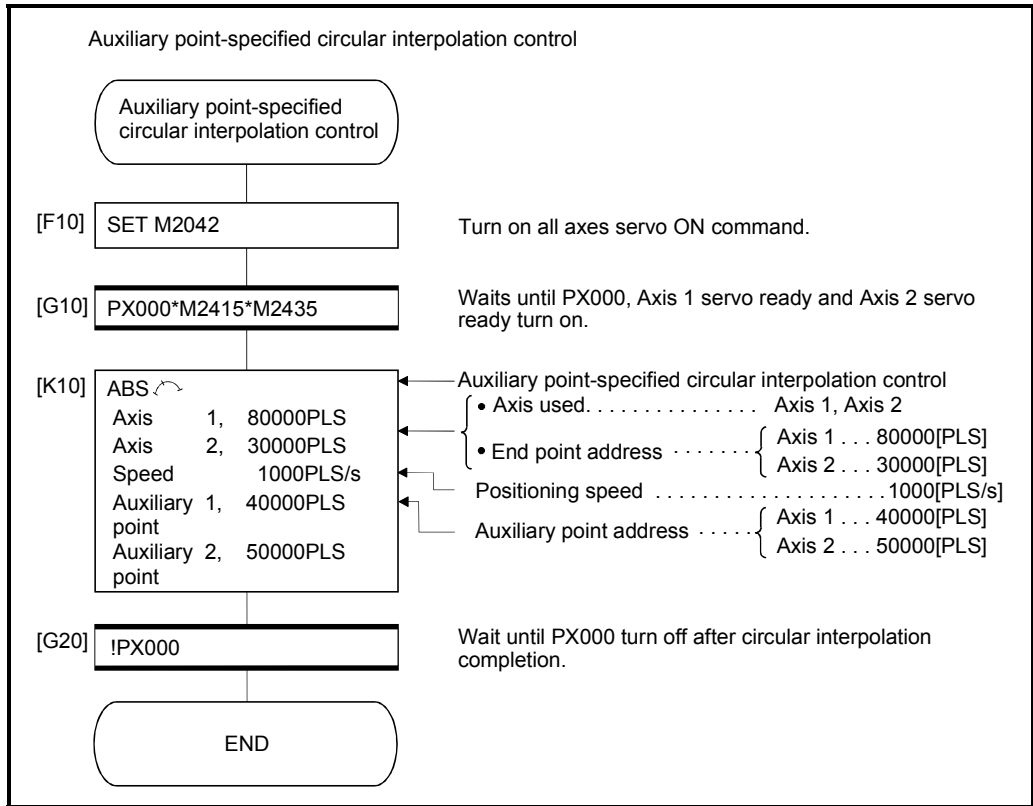 Auxiliary point-specified circular interpolation control
Auxiliary point-specified
circular interpolation control
[F10] SET M2042
Turn on all axes servo ON command.
[G10] PX000*M2415*M2435
Waits until PX000, Axis 1 servo ready and Axis 2 servo
ready turn on.
[K10] ABS
Axis 1, 80000PLS
Axis 2, 30000PLS
Speed 1000PLS/s
Auxiliary 1, 40000PLS
point
Auxiliary 2, 50000PLS
point
Auxiliary point-specified circular interpolation control
• Axis used. . . . . . . . . . . . . . . Axis 1, Axis 2
• End point address . . . . . . . Axis 1 . . . 80000[PLS]
Axis 2 . . . 30000[PLS]
Positioning speed . . . . . . . . . . . . . . . . . . . . .1000[PLS/s]
Auxiliary point address . . . . . Axis 1 . . . 40000[PLS]
Axis 2 . . . 50000[PLS]
[G20] !PX000
Wait until PX000 turn off after circular interpolation
completion.
END